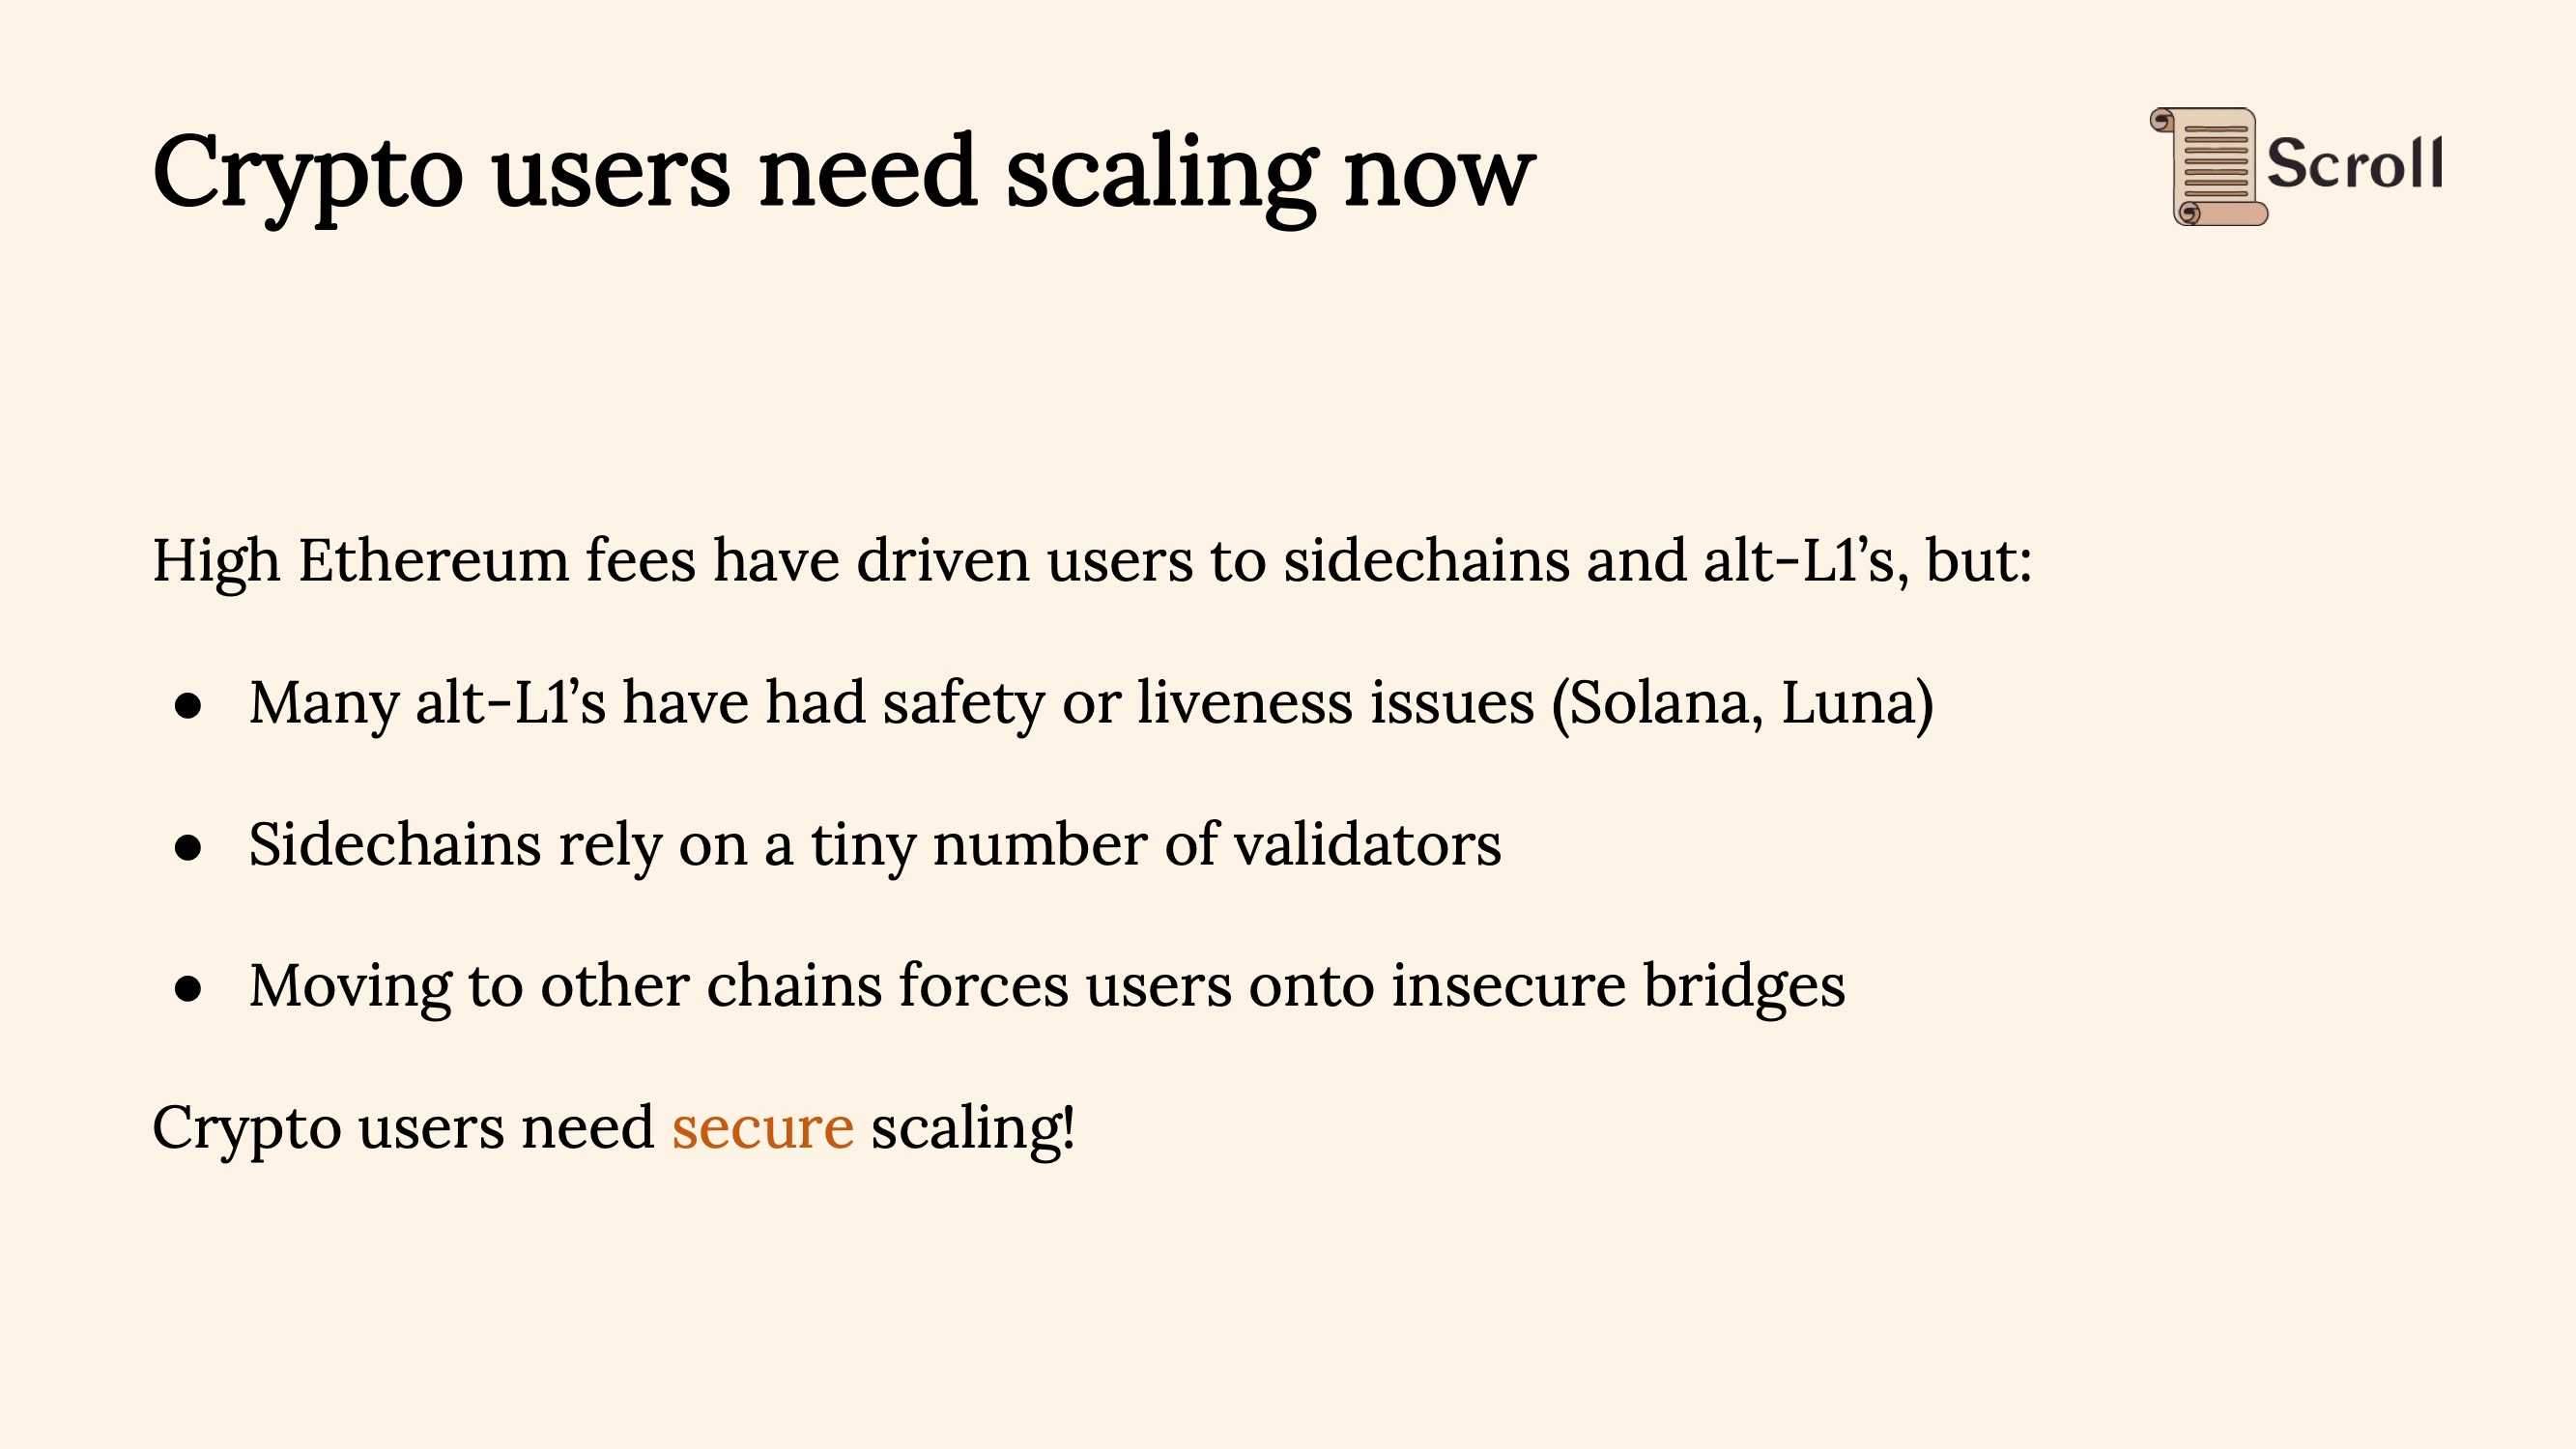 Crypto users need scaling now
Scroll
High Ethereum fees have driven users to sidechains and alt-L1’s, but:
● Many alt-L1’s have had safety or liveness issues (Solana, Luna)
● Sidechains rely on a tiny number of validators
● Moving to other chains forces users onto insecure bridges
Crypto users need secure scaling!